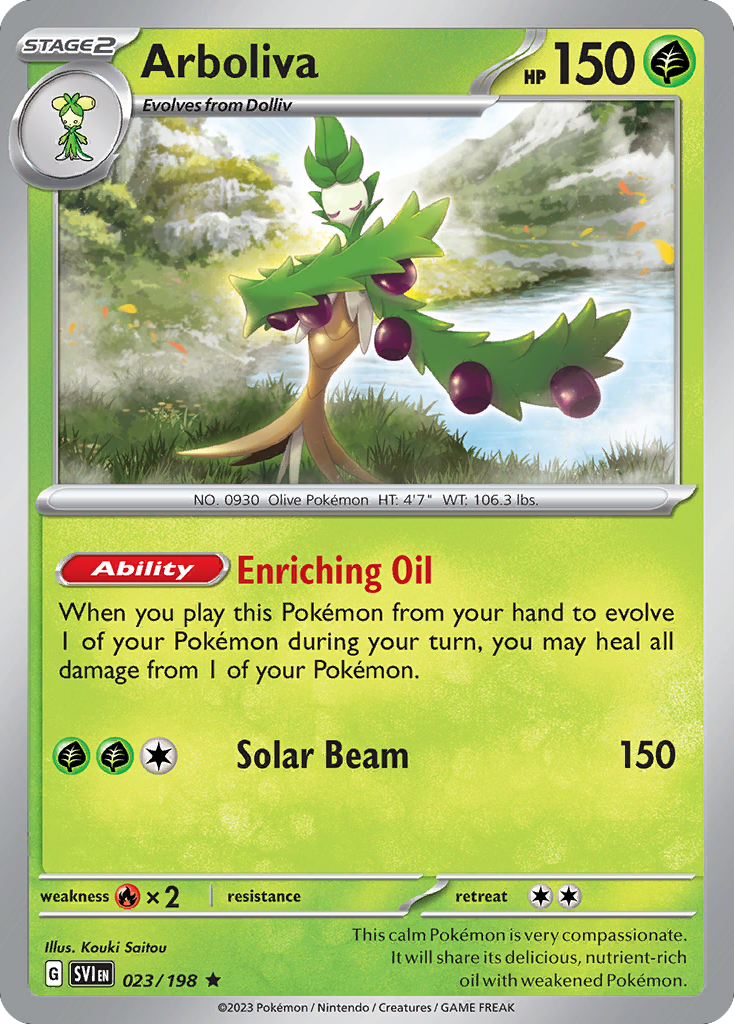 STAGE2
Arboliva
HP 150
Evolves from Dolliv
NO. 0930 Olive Pokémon HT: 4'7" WT: 106.3 lbs.
Ability Enriching Oil
When you play this Pokémon from your hand to evolve
1 of your Pokémon during your turn, you may heal all
damage from 1 of your Pokémon.
Solar Beam 150
weakness ×2 resistance retreat
Illus. Kouki Saitou
This calm Pokémon is very compassionate.
It will share its delicious, nutrient-rich
oil with weakened Pokémon.
G SVI EN 023/198 ★
©2023 Pokémon / Nintendo / Creatures / GAME FREAK